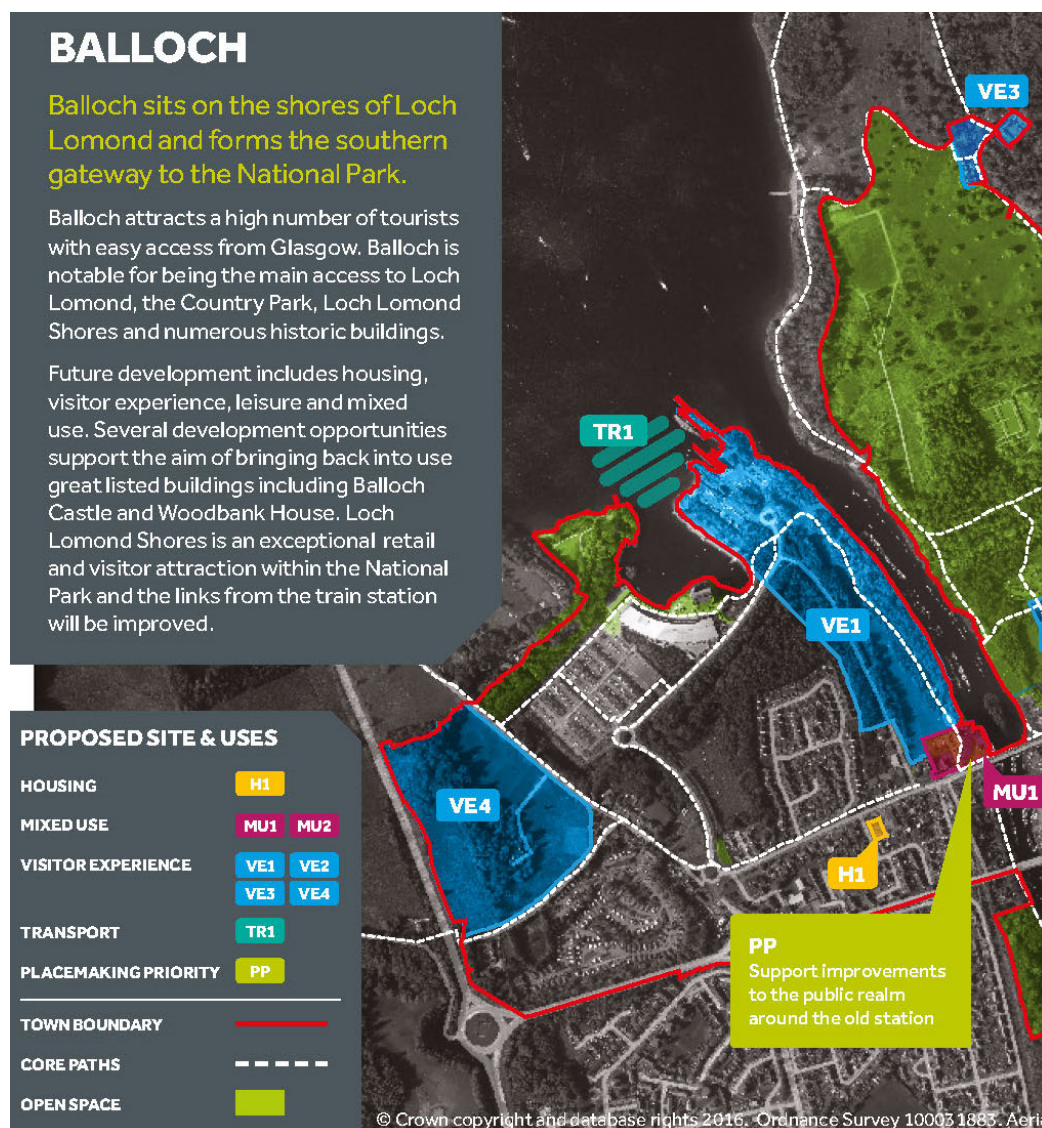 BALLOCH
Balloch sits on the shores of Loch
Lomond and forms the southern
gateway to the National Park.
Balloch attracts a high number of tourists
with easy access from Glasgow. Balloch is
notable for being the main access to Loch
Lomond, the Country Park, Loch Lomond
Shores and numerous historic buildings.
Future development includes housing,
visitor experience, leisure and mixed
use. Several development opportunities
support the aim of bringing back into use
great listed buildings including Balloch
Castle and Woodbank House. Loch
Lomond Shores is an exceptional retail
and visitor attraction within the National
Park and the links from the train station
will be improved.
VE3
TR1
VE1
VE4
MU1
H1
PP
Support improvements
to the public realm
around the old station
PROPOSED SITE & USES
HOUSING H1
MIXED USE MU1 MU2
VISITOR EXPERIENCE VE1 VE2
VE3 VE4
TRANSPORT TR1
PLACEMAKING PRIORITY PP
TOWN BOUNDARY
CORE PATHS
OPEN SPACE
© Crown copyright and database rights 2016. Ordnance Survey 100031883. Aeria